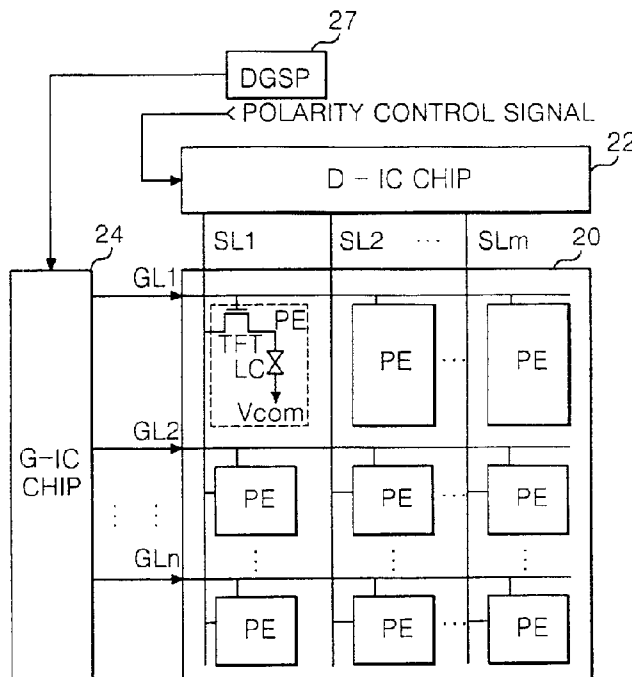 27
DGSP
POLARITY CONTROL SIGNAL
22
D-IC CHIP
24
SL1 SL2 ··· SLm
20
GL1
PE
TFT
LC
Vcom
PE ··· PE
GL2
G-IC
CHIP
PE PE ··· PE
GLn
PE PE ··· PE